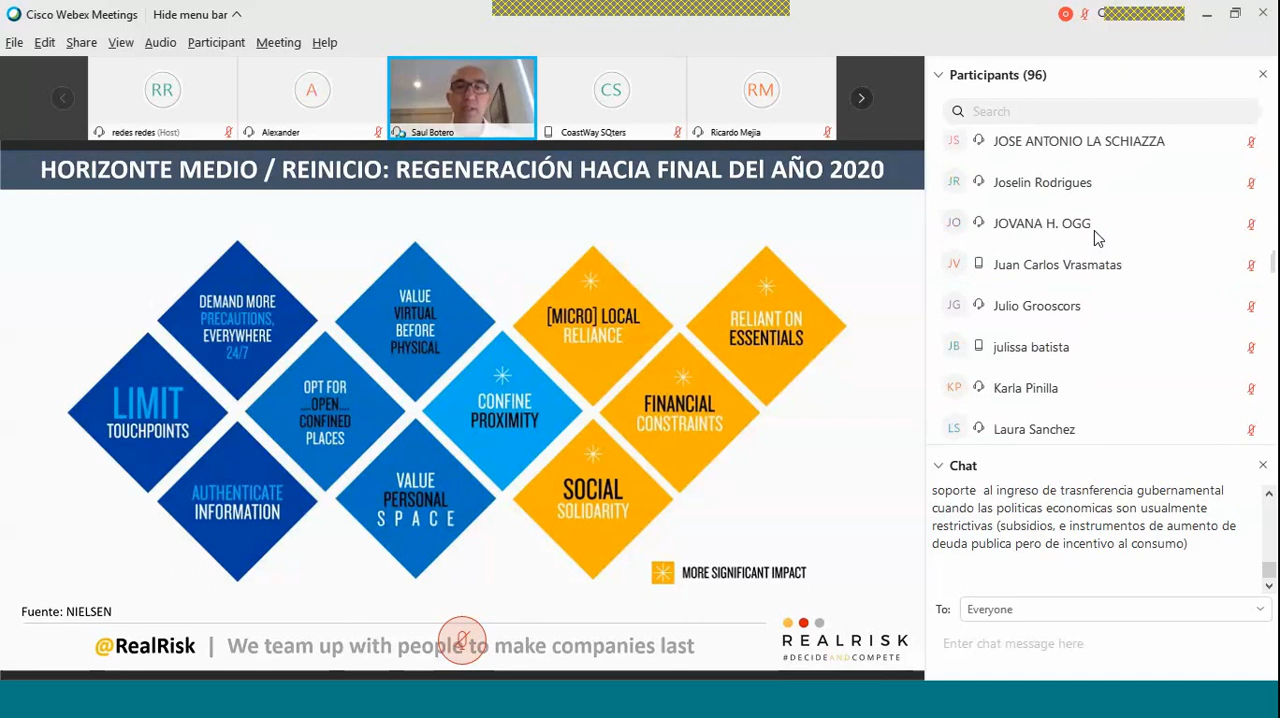 Cisco Webex Meetings
Hide menu bar
File Edit Share View Audio Participant Meeting Help
RR
redes redes (Host)
A
Alexander
Saul Botero
CS
CoastWay SQters
RM
Ricardo Mejia
HORIZONTE MEDIO / REINICIO: REGENERACIÓN HACIA FINAL DEl AÑO 2020
DEMAND MORE
PRECAUTIONS,
EVERYWHERE
24/7
VALUE
VIRTUAL
BEFORE
PHYSICAL
[MICRO] LOCAL
RELIANCE
RELIANT ON
ESSENTIALS
LIMIT
TOUCHPOINTS
OPT FOR
...OPEN...
CONFINED
PLACES
CONFINE
PROXIMITY
FINANCIAL
CONSTRAINTS
AUTHENTICATE
INFORMATION
VALUE
PERSONAL
S P A C E
SOCIAL
SOLIDARITY
MORE SIGNIFICANT IMPACT
Fuente: NIELSEN
@RealRisk | We team up with people to make companies last
REALRISK
#DECIDEANDCOMPETE
Participants (96)
Search
JS JOSE ANTONIO LA SCHIAZZA
JR Joselin Rodrigues
JO JOVANA H. OGG
JV Juan Carlos Vrasmatas
JG Julio Grooscors
JB julissa batista
KP Karla Pinilla
LS Laura Sanchez
Chat
soporte al ingreso de trasnferencia gubernamental
cuando las politicas economicas son usualmente
restrictivas (subsidios, e instrumentos de aumento de
deuda publica pero de incentivo al consumo)
To: Everyone
Enter chat message here